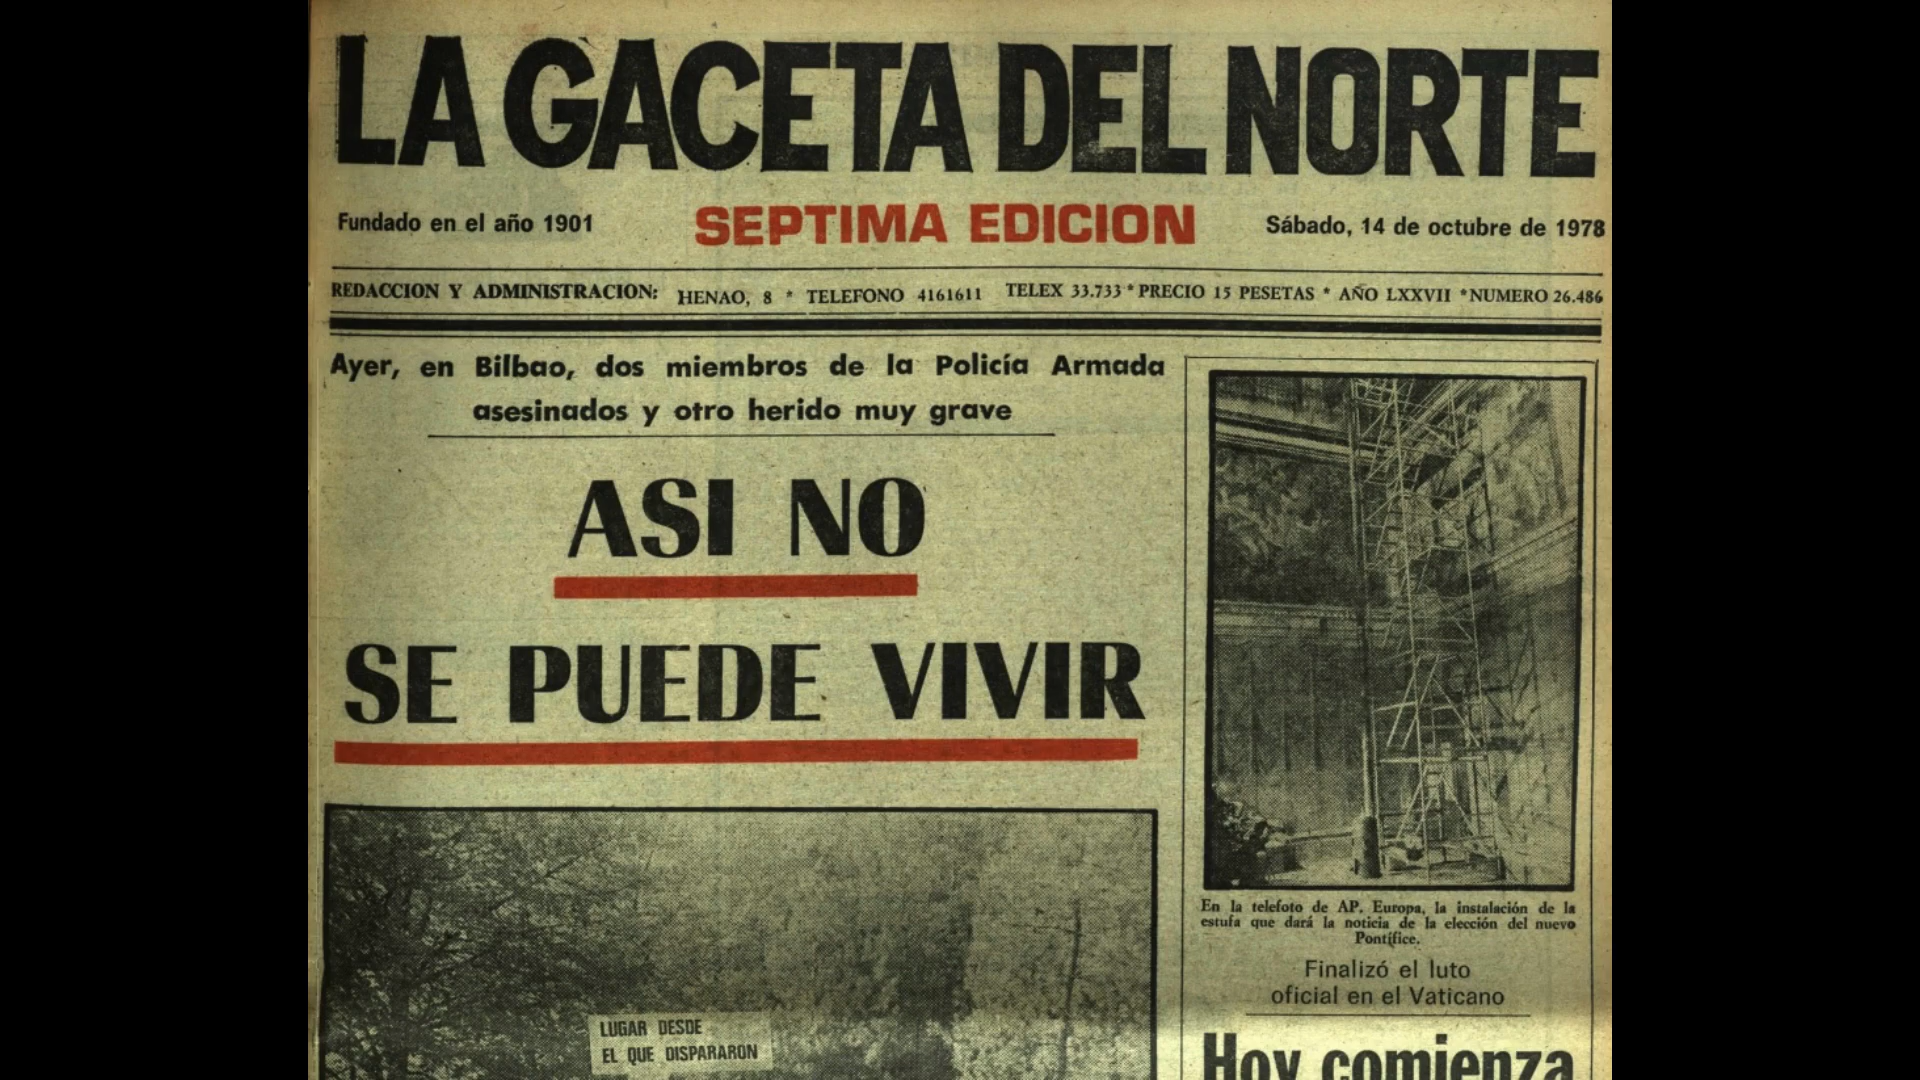 LA GACETA DEL NORTE
Fundado en el año 1901
SEPTIMA EDICION
Sábado, 14 de octubre de 1978
REDACCION Y ADMINISTRACION: HENAO, 8 * TELEFONO 4161611 TELEX 33.733 * PRECIO 15 PESETAS * AÑO LXXVII * NUMERO 26.486
Ayer, en Bilbao, dos miembros de la Policía Armada
asesinados y otro herido muy grave
ASI NO
SE PUEDE VIVIR
LUGAR DESDE
EL QUE DISPARARON
En la telefoto de AP. Europa, la instalación de la
estufa que dará la noticia de la elección del nuevo
Pontífice.
Finalizó el luto
oficial en el Vaticano
Hoy comienza